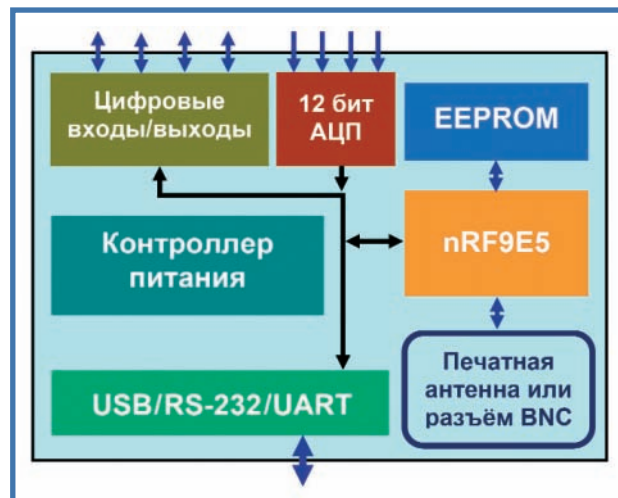 Цифровые
входы/выходы
12 бит
АЦП
EEPROM
Контроллер
питания
nRF9E5
USB/RS-232/UART
Печатная
антенна или
разъём BNC